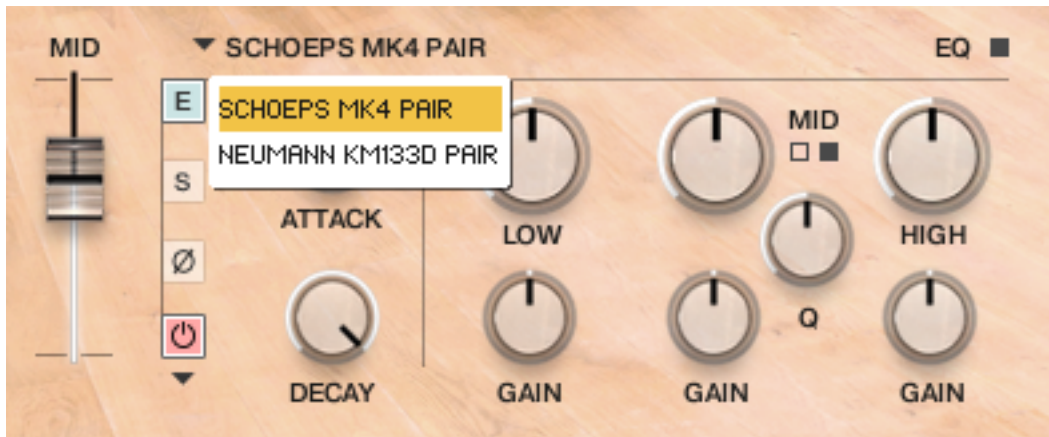 MID
SCHOEPS MK4 PAIR
EQ
E
SCHOEPS MK4 PAIR
NEUMANN KM133D PAIR
MID
S
ATTACK
LOW
HIGH
Ø
Q
DECAY
GAIN
GAIN
GAIN